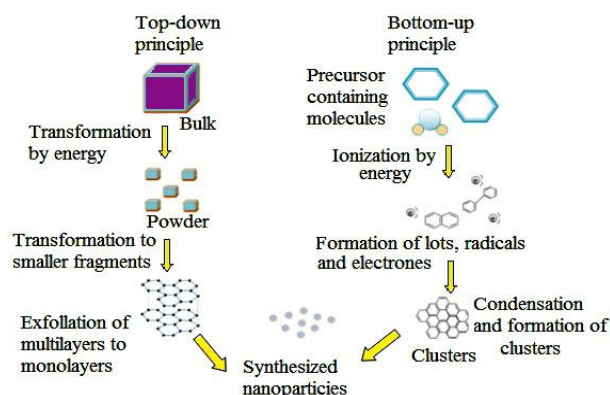 Top-down
principle
Bulk
Transformation
by energy
Powder
Transformation to
smaller fragments
Exfollation of
multilayers to
monolayers
Bottom-up
principle
Precursor
containing
molecules
Ionization by
energy
Formation of lots, radicals
and electrones
Condensation
and formation of
clusters
Clusters
Synthesized
nanoparticies